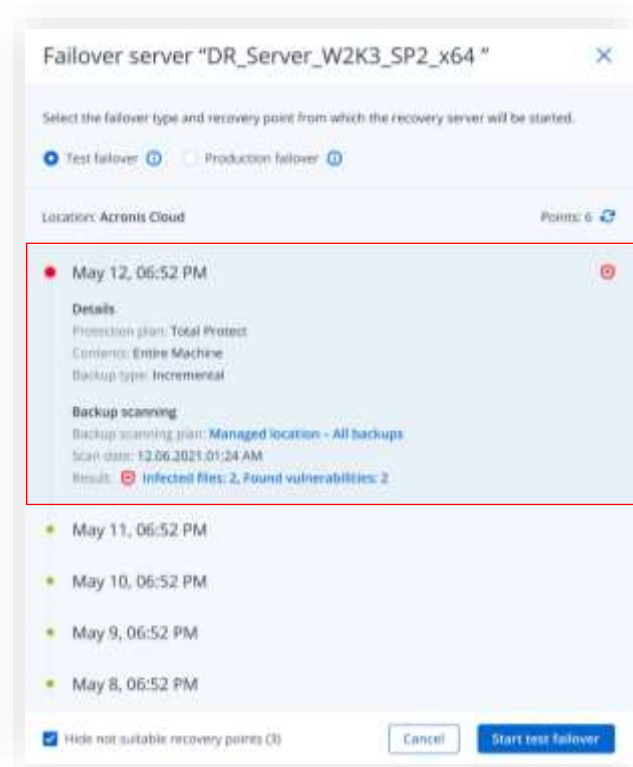 Failover server "DR_Server_W2K3_SP2_x64 "
Select the failover type and recovery point from which the recovery server will be started.
Test failover Production failover
Location: Acronis Cloud Points: 6
May 12, 06:52 PM
Details
Protection plan: Total Protect
Contents: Entire Machine
Backup type: Incremental
Backup scanning
Backup scanning plan: Managed location - All backups
Scan date: 12.06.2021.01:24 AM
Result: Infected files: 2, Found vulnerabilities: 2
May 11, 06:52 PM
May 10, 06:52 PM
May 9, 06:52 PM
May 8, 06:52 PM
Hide not suitable recovery points (3) Cancel Start test failover